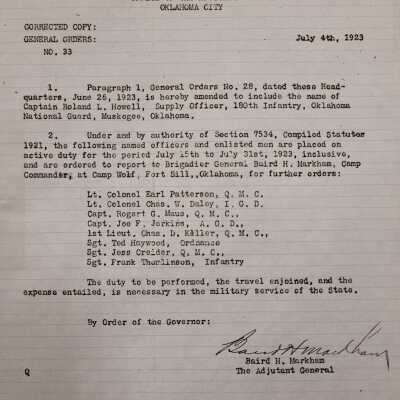 OKLAHOMA CITY
CORRECTED COPY:
GENERAL ORDERS:
July 4th, 1923
NO. 33
1. Paragraph 1, General Orders No. 28, dated these Head-
quarters, June 26, 1923, is hereby amended to include the name of
Captain Roland L. Howell, Supply Officer, 180th Infantry, Oklahoma
National Guard, Muskogee, Oklahoma.
2. Under and by authority of Section 7534, Compiled Statutes
1921, the following named officers and enlisted men are placed on
active duty for the period July 15th to July 31st, 1923, inclusive,
and are ordered to report to Brigadier General Baird H. Markham, Camp
Commander, at Camp Wolf, Fort Sill, Oklahoma, for further orders:
Lt. Colonel Earl Patterson, Q. M. C.
Lt. Colonel Chas. W. Daley, I. G. D.
Capt. Rogert G. Maus, Q. M. C.,
Capt. Joe F. Jerkins, A. G. D.,
1st Lieut. Chas. D. Käller, Q. M. C.,
Sgt. Ted Haywood, Ordnance
Sgt. Jess Creider, Q. M. C.,
Sgt. Frank Thomlinson, Infantry
The duty to be performed, the travel enjoined, and the
expense entailed, is necessary in the military service of the State.
By Order of the Governor:
Baird H Markham
Baird H. Markham
The Adjutant General
Q